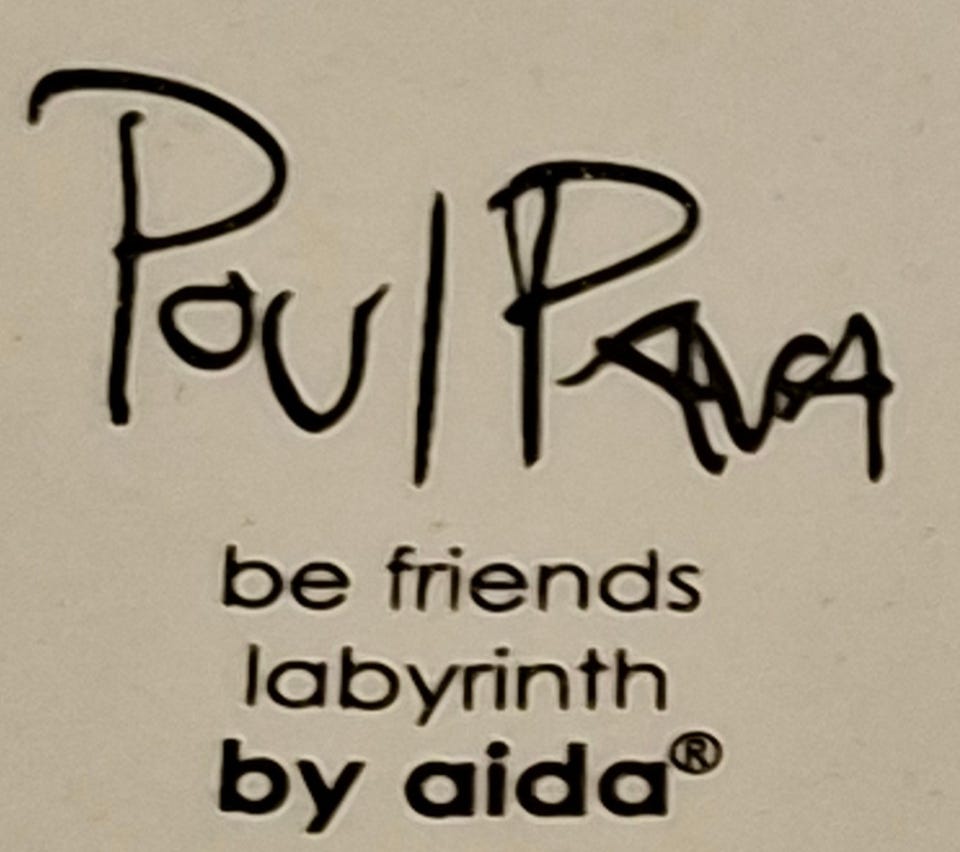 Poul Pava
be friends
labyrinth
by aida®